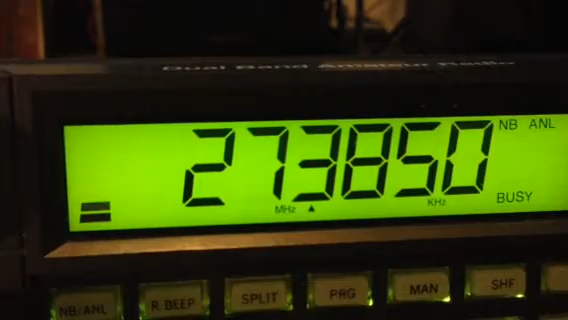 Dual Band Amateur Radio
273850
NB ANL
MHz ▲ KHz
BUSY
NB/ANL R.BEEP SPLIT PRG MAN SHF